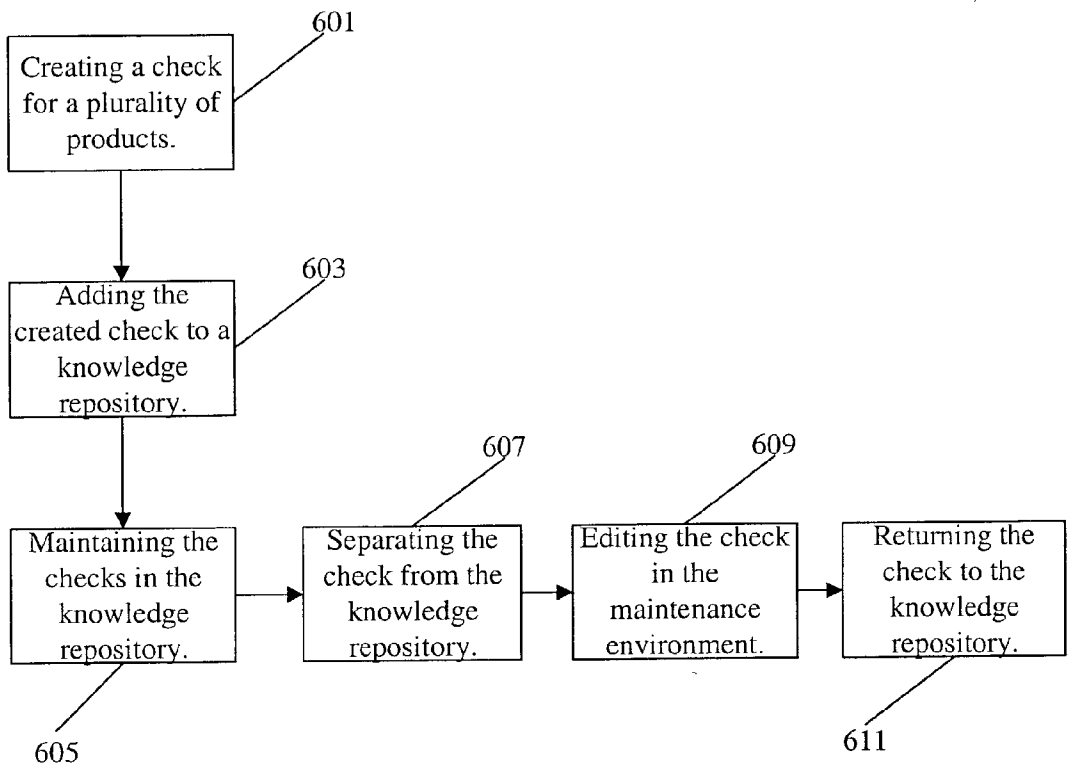 601
Creating a check
for a plurality of
products.
603
Adding the
created check to a
knowledge
repository.
607
609
Maintaining the
checks in the
knowledge
repository.
Separating the
check from the
knowledge
repository.
Editing the check
in the
maintenance
environment.
Returning the
check to the
knowledge
repository.
605
611